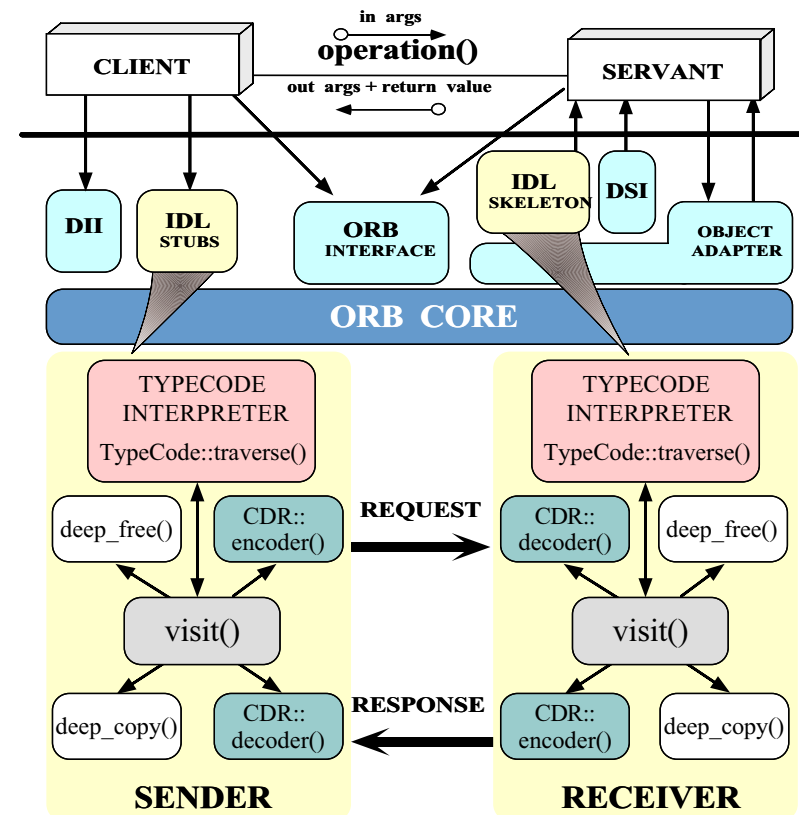 in args
operation()
CLIENT
SERVANT
out args + return value
DII
IDL
STUBS
ORB
INTERFACE
IDL
SKELETON
DSI
OBJECT
ADAPTER
ORB CORE
TYPECODE
INTERPRETER
TypeCode::traverse()
TYPECODE
INTERPRETER
TypeCode::traverse()
deep_free()
CDR::
encoder()
REQUEST
CDR::
decoder()
deep_free()
visit()
visit()
deep_copy()
CDR::
decoder()
RESPONSE
CDR::
encoder()
deep_copy()
SENDER
RECEIVER